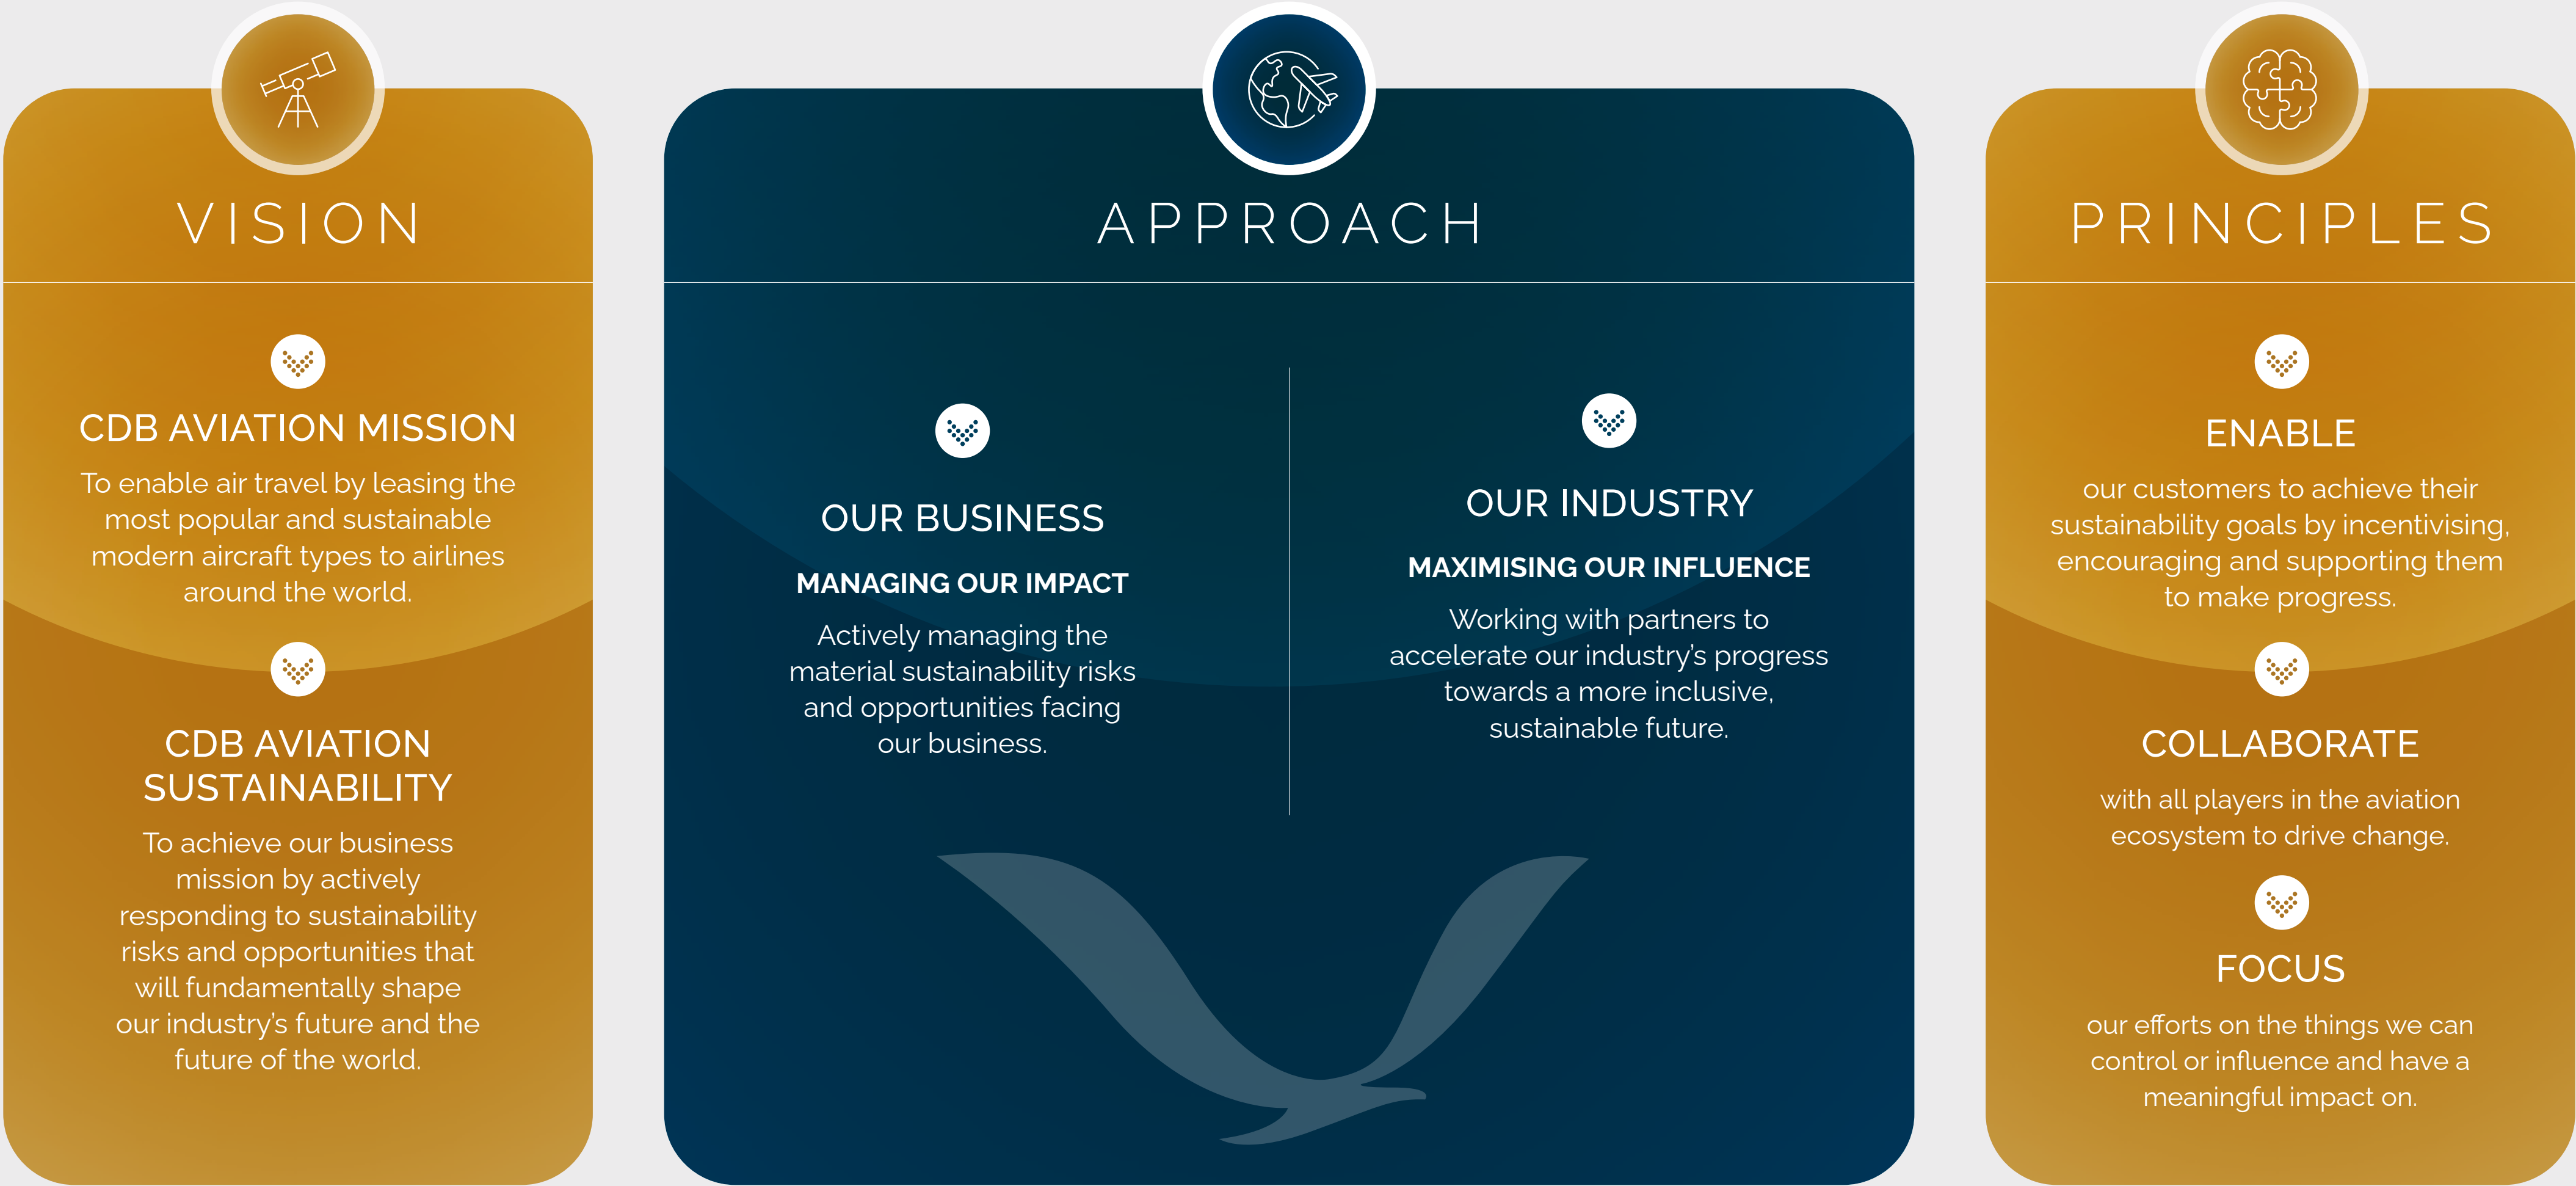 VISION
CDB AVIATION MISSION
To enable air travel by leasing the
most popular and sustainable
modern aircraft types to airlines
around the world.
CDB AVIATION
SUSTAINABILITY
To achieve our business
mission by actively
responding to sustainability
risks and opportunities that
will fundamentally shape
our industry’s future and the
future of the world.
APPROACH
OUR BUSINESS
MANAGING OUR IMPACT
Actively managing the
material sustainability risks
and opportunities facing
our business.
OUR INDUSTRY
MAXIMISING OUR INFLUENCE
Working with partners to
accelerate our industry’s progress
towards a more inclusive,
sustainable future.
PRINCIPLES
ENABLE
our customers to achieve their
sustainability goals by incentivising,
encouraging and supporting them
to make progress.
COLLABORATE
with all players in the aviation
ecosystem to drive change.
FOCUS
our efforts on the things we can
control or influence and have a
meaningful impact on.